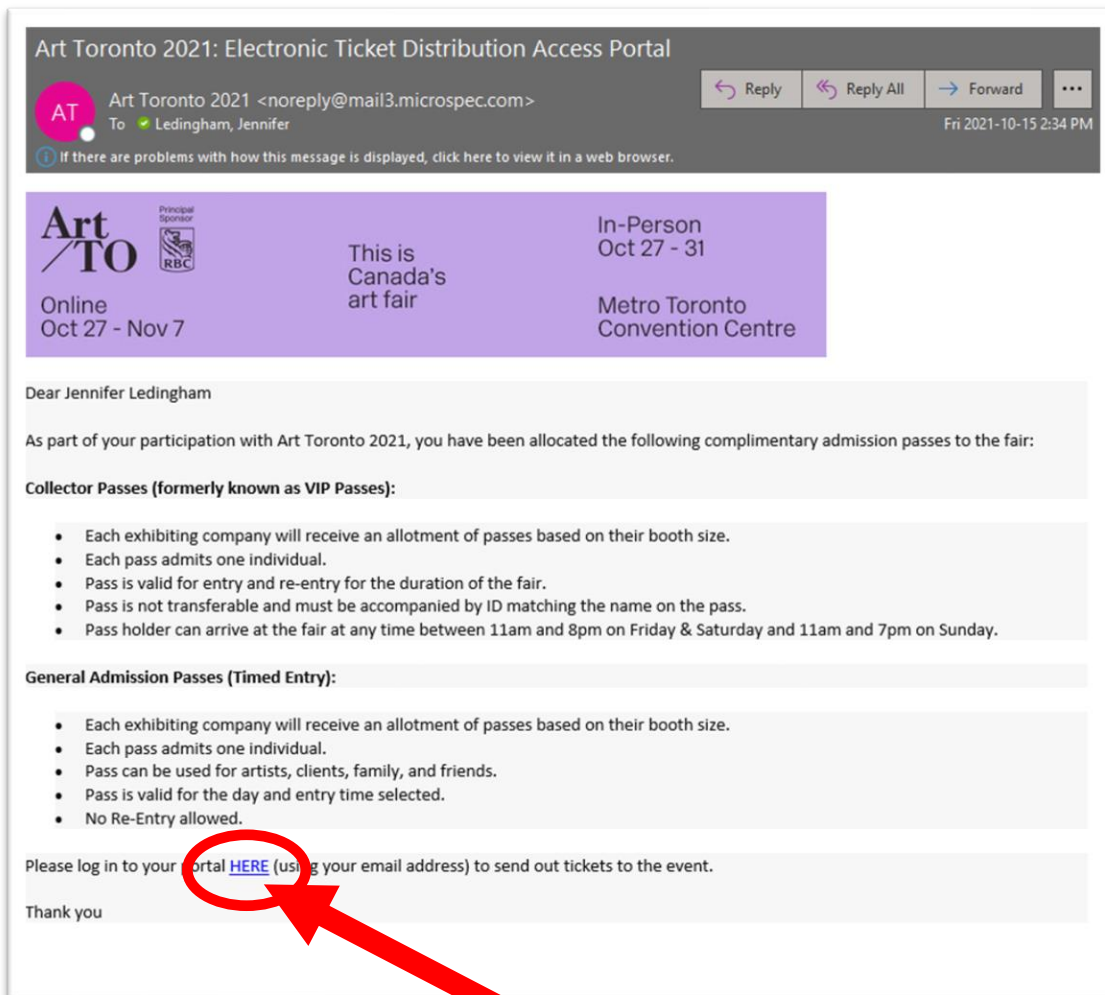 Art Toronto 2021: Electronic Ticket Distribution Access Portal
Reply
Reply All
Forward
AT
Art Toronto 2021 <noreply@mail3.microspec.com>
To Ledingham, Jennifer
Fri 2021-10-15 2:34 PM
If there are problems with how this message is displayed, click here to view it in a web browser.
Art
/TO
Principal
Sponsor
RBC
Online
Oct 27 - Nov 7
This is
Canada's
art fair
In-Person
Oct 27 - 31
Metro Toronto
Convention Centre
Dear Jennifer Ledingham
As part of your participation with Art Toronto 2021, you have been allocated the following complimentary admission passes to the fair:
Collector Passes (formerly known as VIP Passes):
• Each exhibiting company will receive an allotment of passes based on their booth size.
• Each pass admits one individual.
• Pass is valid for entry and re-entry for the duration of the fair.
• Pass is not transferable and must be accompanied by ID matching the name on the pass.
• Pass holder can arrive at the fair at any time between 11am and 8pm on Friday & Saturday and 11am and 7pm on Sunday.
General Admission Passes (Timed Entry):
• Each exhibiting company will receive an allotment of passes based on their booth size.
• Each pass admits one individual.
• Pass can be used for artists, clients, family, and friends.
• Pass is valid for the day and entry time selected.
• No Re-Entry allowed.
Please log in to your portal HERE (using your email address) to send out tickets to the event.
Thank you